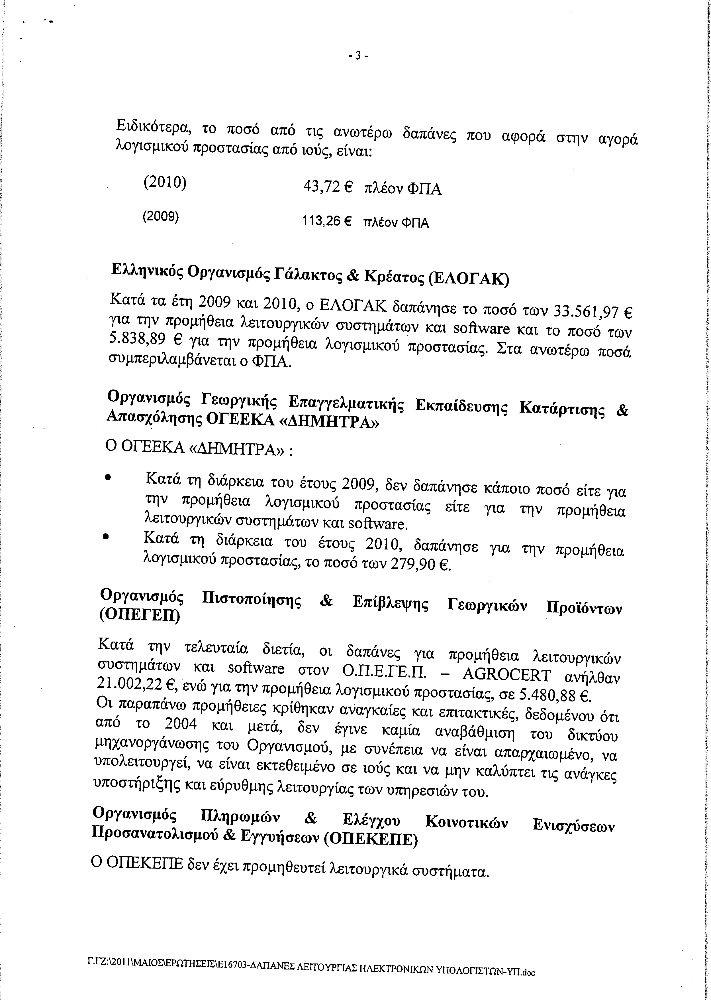 - 3 -
Ειδικότερα, το ποσό από τις ανωτέρω δαπάνες που αφορά στην αγορά
λογισμικού προστασίας από ιούς, είναι:
(2010) 43,72 € πλέον ΦΠΑ
(2009) 113,26 € πλέον ΦΠΑ
Ελληνικός Οργανισμός Γάλακτος & Κρέατος (ΕΛΟΓΑΚ)
Κατά τα έτη 2009 και 2010, ο ΕΛΟΓΑΚ δαπάνησε το ποσό των 33.561,97 €
για την προμήθεια λειτουργικών συστημάτων και software και το ποσό των
5.838,89 € για την προμήθεια λογισμικού προστασίας. Στα ανωτέρω ποσά
συμπεριλαμβάνεται ο ΦΠΑ.
Οργανισμός Γεωργικής Επαγγελματικής Εκπαίδευσης Κατάρτισης &
Απασχόλησης ΟΓΕΕΚΑ «ΔΗΜΗΤΡΑ»
Ο ΟΓΕΕΚΑ «ΔΗΜΗΤΡΑ» :
• Κατά τη διάρκεια του έτους 2009, δεν δαπάνησε κάποιο ποσό είτε για
την προμήθεια λογισμικού προστασίας είτε για την προμήθεια
λειτουργικών συστημάτων και software.
• Κατά τη διάρκεια του έτους 2010, δαπάνησε για την προμήθεια
λογισμικού προστασίας, το ποσό των 279,90 €.
Οργανισμός Πιστοποίησης & Επίβλεψης Γεωργικών Προϊόντων
(ΟΠΕΓΕΠ)
Κατά την τελευταία διετία, οι δαπάνες για προμήθεια λειτουργικών
συστημάτων και software στον Ο.Π.Ε.ΓΕ.Π. – AGROCERT ανήλθαν
21.002,22 €, ενώ για την προμήθεια λογισμικού προστασίας, σε 5.480,88 €.
Οι παραπάνω προμήθειες κρίθηκαν αναγκαίες και επιτακτικές, δεδομένου ότι
από το 2004 και μετά, δεν έγινε καμία αναβάθμιση του δικτύου
μηχανοργάνωσης του Οργανισμού, με συνέπεια να είναι απαρχαιωμένο, να
υπολειτουργεί, να είναι εκτεθειμένο σε ιούς και να μην καλύπτει τις ανάγκες
υποστήριξης και εύρυθμης λειτουργίας των υπηρεσιών του.
Οργανισμός Πληρωμών & Ελέγχου Κοινοτικών Ενισχύσεων
Προσανατολισμού & Εγγυήσεων (ΟΠΕΚΕΠΕ)
Ο ΟΠΕΚΕΠΕ δεν έχει προμηθευτεί λειτουργικά συστήματα.
Γ.ΓΖ:\2011\ΜΑΙΟΣ\ΕΡΩΤΗΣΕΙΣ\Ε16703-ΔΑΠΑΝΕΣ ΛΕΙΤΟΥΡΓΙΑΣ ΗΛΕΚΤΡΟΝΙΚΩΝ ΥΠΟΛΟΓΙΣΤΩΝ-ΥΠ.doc